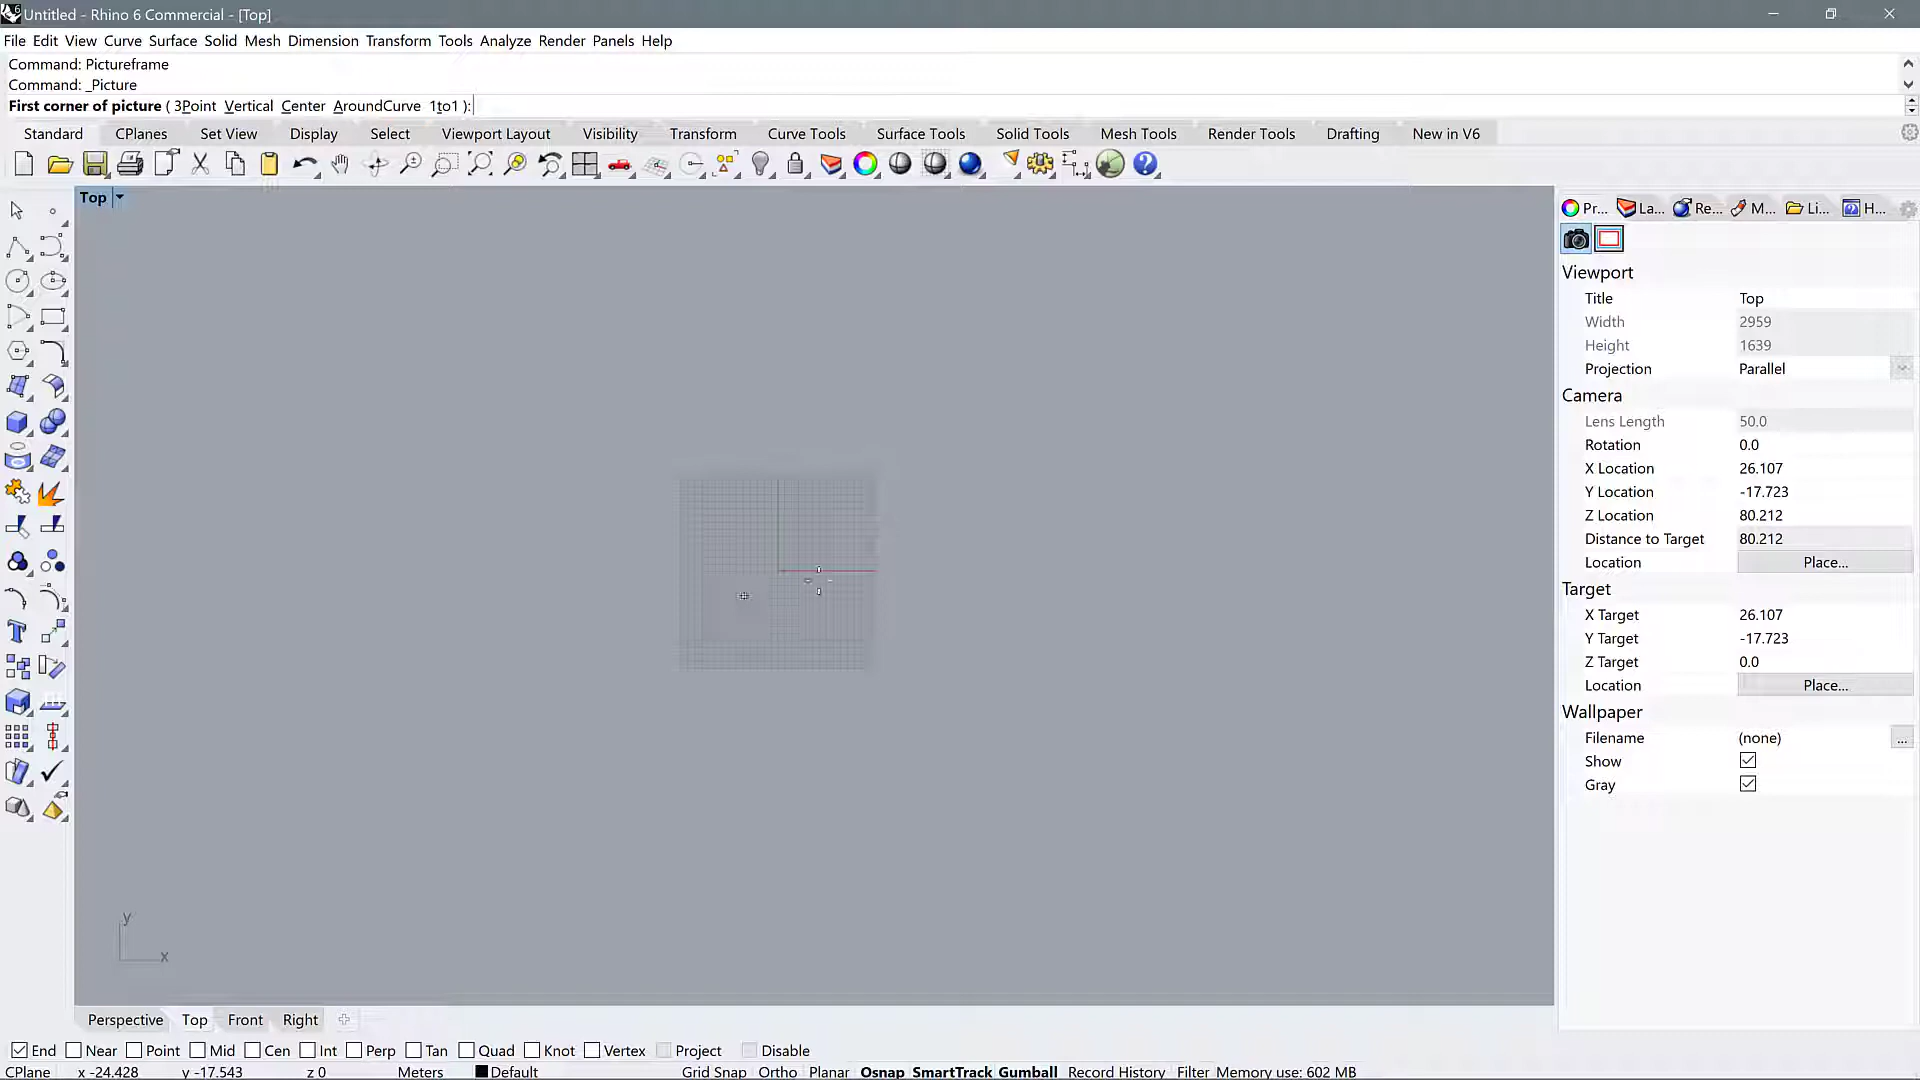 Untitled - Rhino 6 Commercial - [Top]
File Edit View Curve Surface Solid Mesh Dimension Transform Tools Analyze Render Panels Help
Command: Pictureframe
Command: _Picture
First corner of picture ( 3Point Vertical Center AroundCurve 1to1 ):
Standard CPlanes Set View Display Select Viewport Layout Visibility Transform Curve Tools Surface Tools Solid Tools Mesh Tools Render Tools Drafting New in V6
Top
Pr... La... Re... M... Li... H...
Viewport
Title Top
Width 2959
Height 1639
Projection Parallel
Camera
Lens Length 50.0
Rotation 0.0
X Location 26.107
Y Location -17.723
Z Location 80.212
Distance to Target 80.212
Location Place...
Target
X Target 26.107
Y Target -17.723
Z Target 0.0
Location Place...
Wallpaper
Filename (none) ...
Show
Gray
y
x
Perspective Top Front Right
End Near Point Mid Cen Int Perp Tan Quad Knot Vertex Project Disable
CPlane x -24.428 y -17.543 z 0 Meters Default Grid Snap Ortho Planar Osnap SmartTrack Gumball Record History Filter Memory use: 602 MB